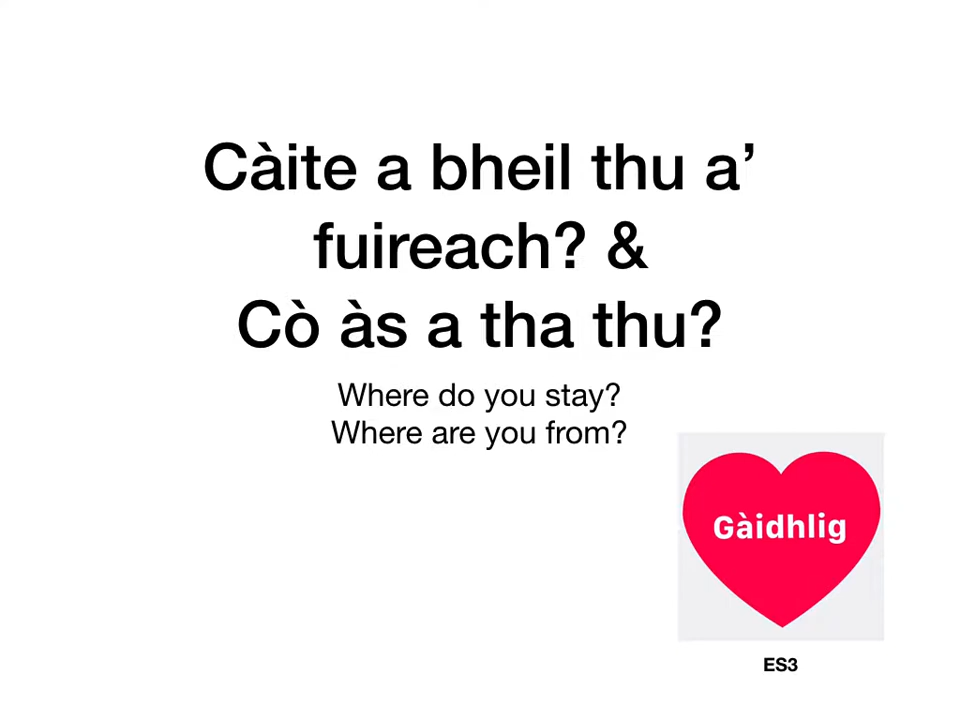 Càite a bheil thu a’
fuireach? &
Cò às a tha thu?
Where do you stay?
Where are you from?
Gàidhlig
ES3